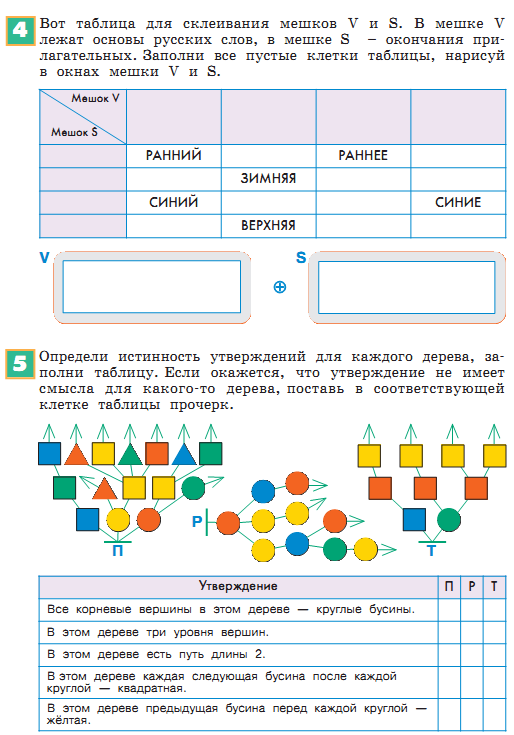 4 Вот таблица для склеивания мешков V и S. В мешке V
лежат основы русских слов, в мешке S – окончания при-
лагательных. Заполни все пустые клетки таблицы, нарисуй
в окнах мешки V и S.
Мешок V
Мешок S
РАННИЙ РАННЕЕ
ЗИМНЯЯ
СИНИЙ СИНИЕ
ВЕРХНЯЯ
V ⊕ S
5 Определи истинность утверждений для каждого дерева, за-
полни таблицу. Если окажется, что утверждение не имеет
смысла для какого-то дерева, поставь в соответствующей
клетке таблицы прочерк.
П Р Т
Утверждение П Р Т
Все корневые вершины в этом дереве — круглые бусины.
В этом дереве три уровня вершин.
В этом дереве есть путь длины 2.
В этом дереве каждая следующая бусина после каждой
круглой — квадратная.
В этом дереве предыдущая бусина перед каждой круглой —
жёлтая.